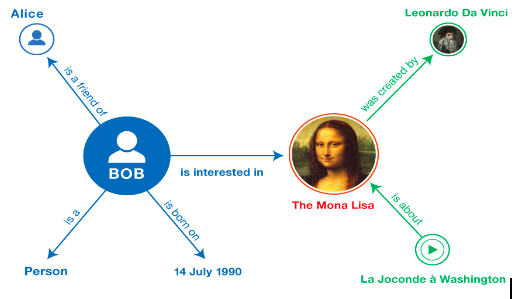 Alice
Leonardo Da Vinci
is a friend of
was created by
BOB
is interested in
The Mona Lisa
is a
is born on
is about
Person
14 July 1990
La Joconde à Washington